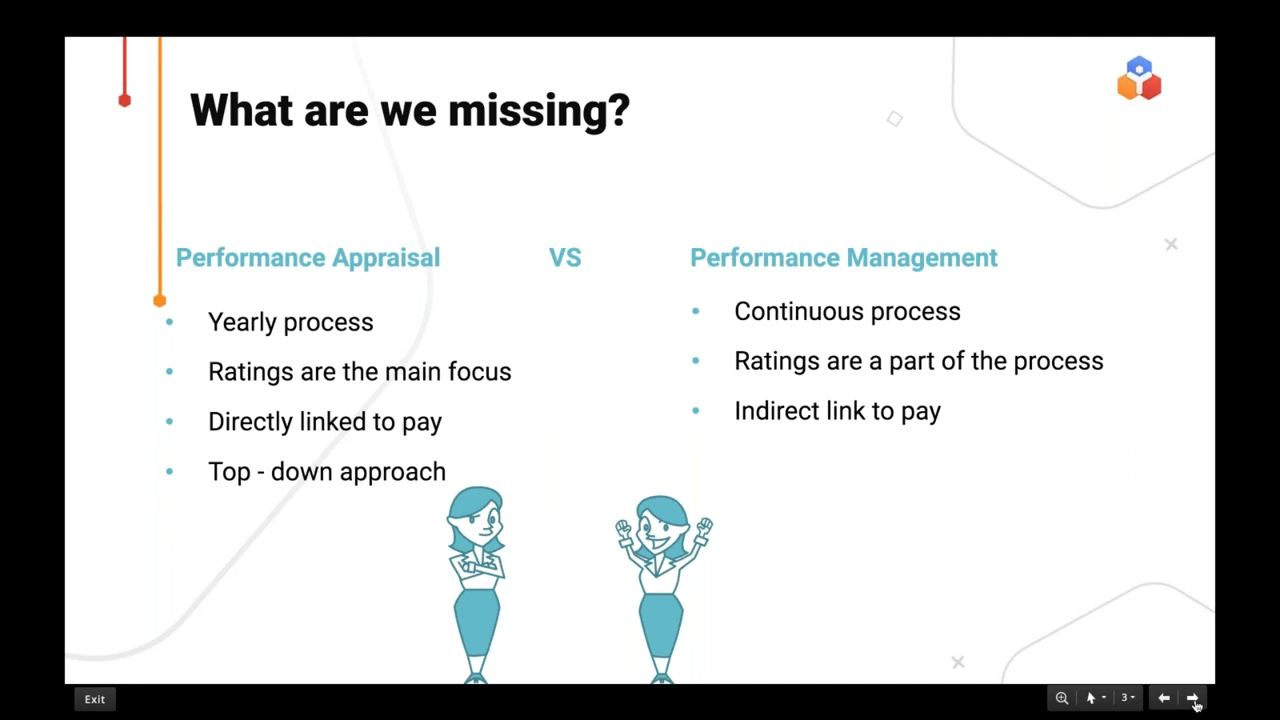 What are we missing?
Performance Appraisal
VS
Performance Management
Yearly process
Ratings are the main focus
Directly linked to pay
Top - down approach
Continuous process
Ratings are a part of the process
Indirect link to pay
Exit
3